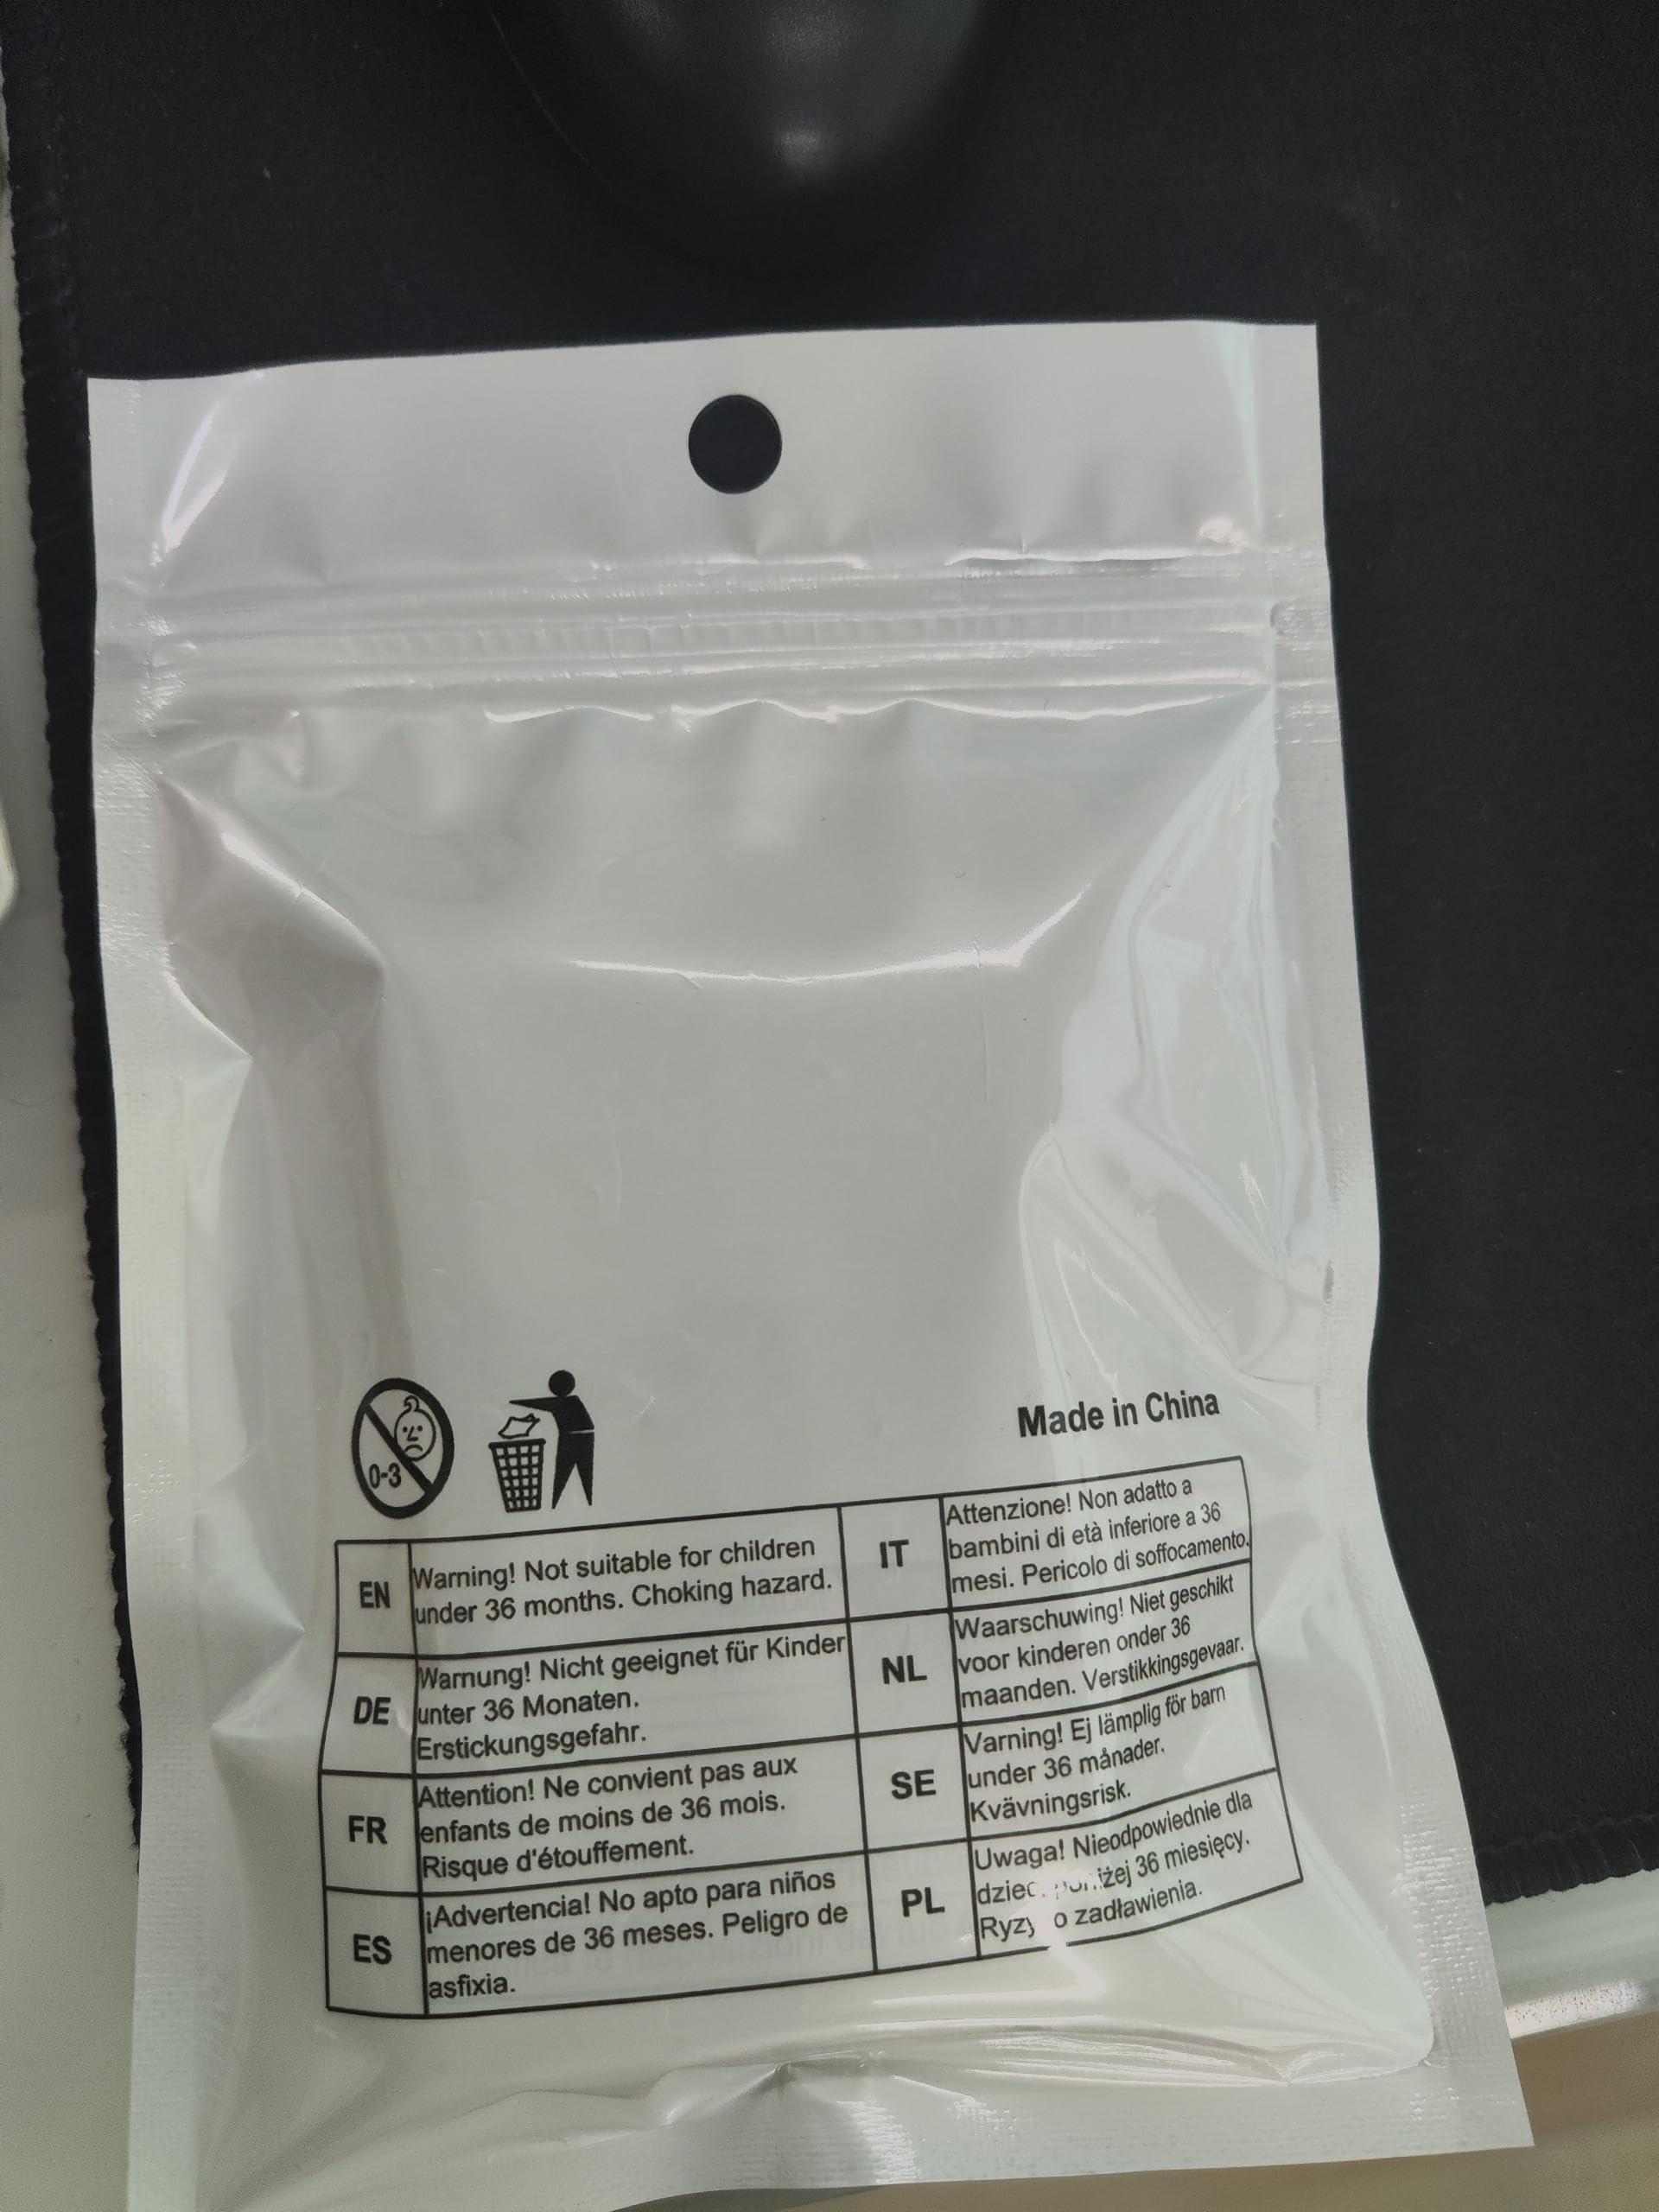 0-3
Made in China
EN
Warning! Not suitable for children
under 36 months. Choking hazard.
DE
Warnung! Nicht geeignet für Kinder
unter 36 Monaten.
Erstickungsgefahr.
FR
Attention! Ne convient pas aux
enfants de moins de 36 mois.
Risque d'étouffement.
ES
¡Advertencia! No apto para niños
menores de 36 meses. Peligro de
asfixia.
IT
Attenzione! Non adatto a
bambini di età inferiore a 36
mesi. Pericolo di soffocamento.
NL
Waarschuwing! Niet geschikt
voor kinderen onder 36
maanden. Verstikkingsgevaar.
SE
Varning! Ej lämplig för barn
under 36 månader.
Kvävningsrisk.
PL
Uwaga! Nieodpowiednie dla
36 miesięcy.
zadławienia.